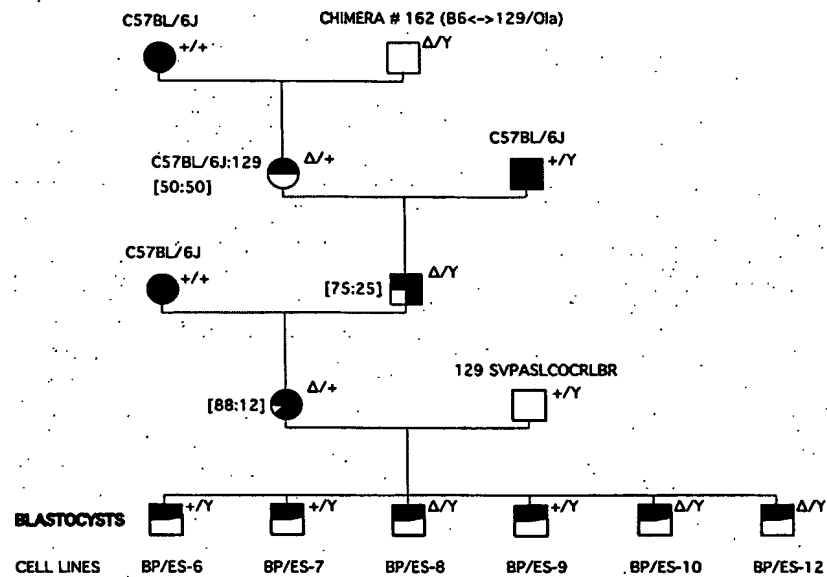 C57BL/6J
CHIMERA # 162 (B6<->129/Ola)
+/+
Δ/Y
C57BL/6J
C57BL/6J:129
Δ/+
+/Y
[50:50]
C57BL/6J
+/+
Δ/Y
[75:25]
129 SVPASLCOCRLBR
Δ/+
+/Y
[88:12]
BLASTOCYSTS
+/Y
+/Y
Δ/Y
+/Y
Δ/Y
Δ/Y
CELL LINES BP/ES-6 BP/ES-7 BP/ES-8 BP/ES-9 BP/ES-10 BP/ES-12